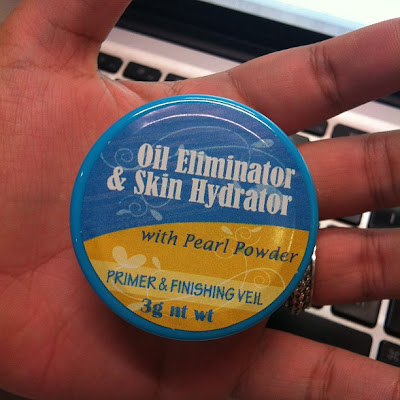 Oil Eliminator
& Skin Hydrator
with Pearl Powder
PRIMER & FINISHING VEIL
3g nt wt